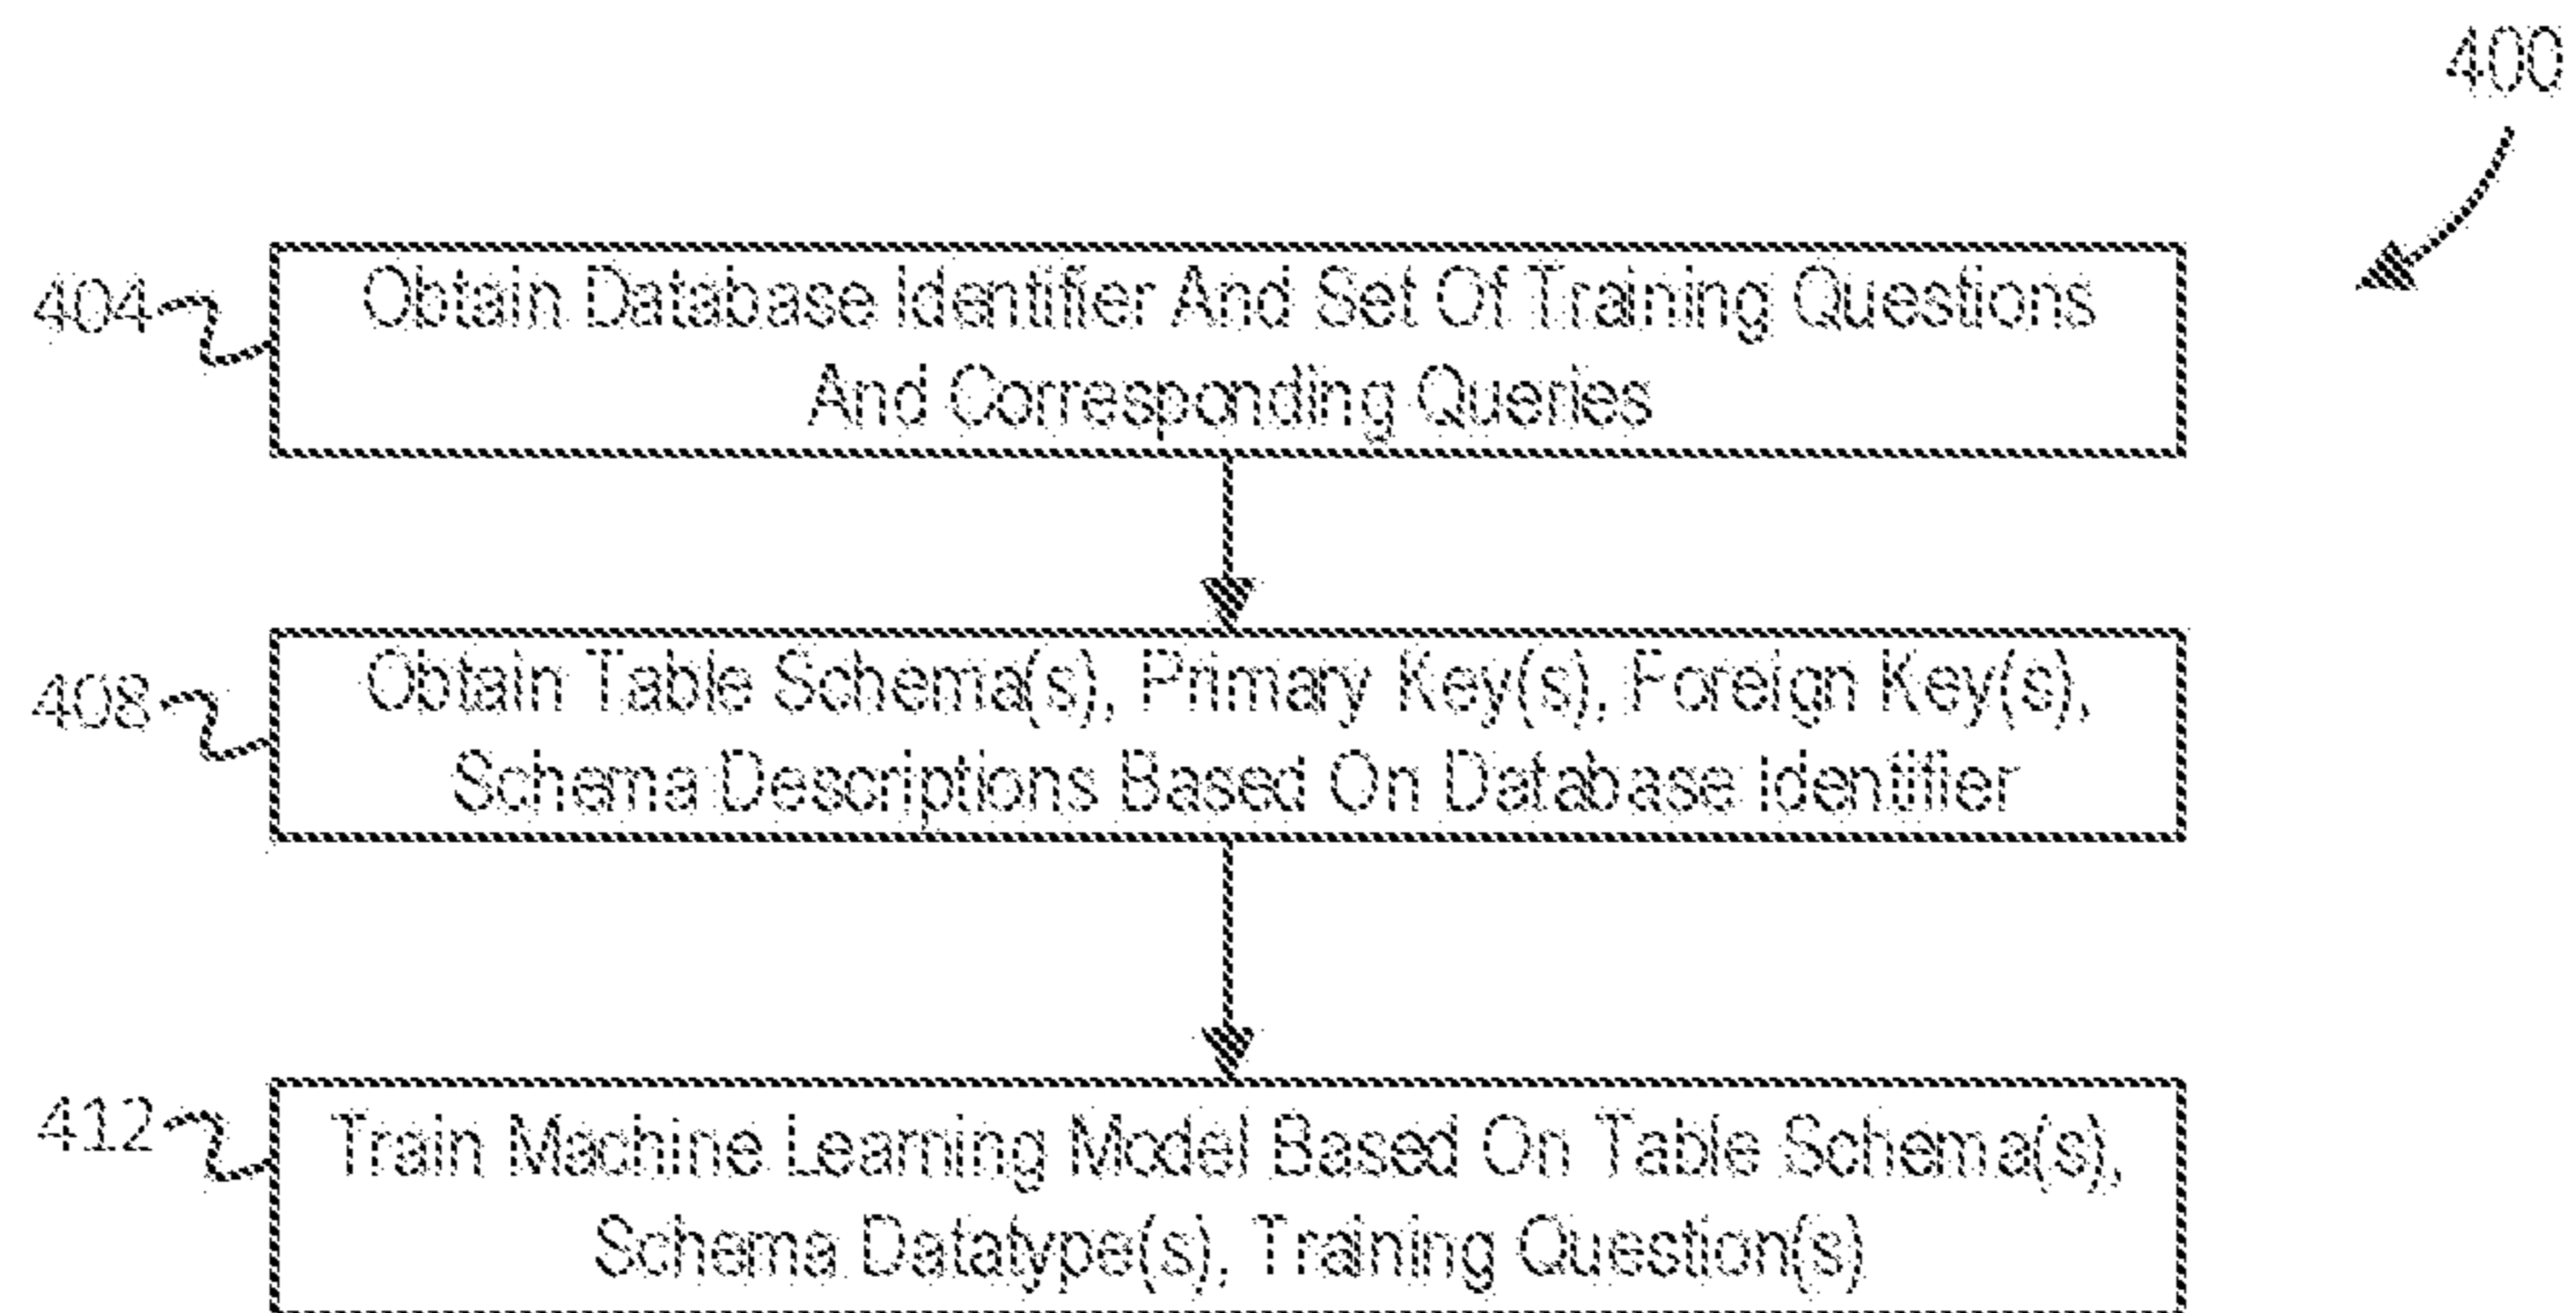 400
404
Obtain Database Identifier And Set Of Training Questions
And Corresponding Queries
408
Obtain Table Schema(s), Primary Key(s), Foreign Key(s),
Schema Descriptions Based On Database Identifier
412
Train Machine Learning Model Based On Table Schema(s),
Schema Datatype(s), Training Question(s)